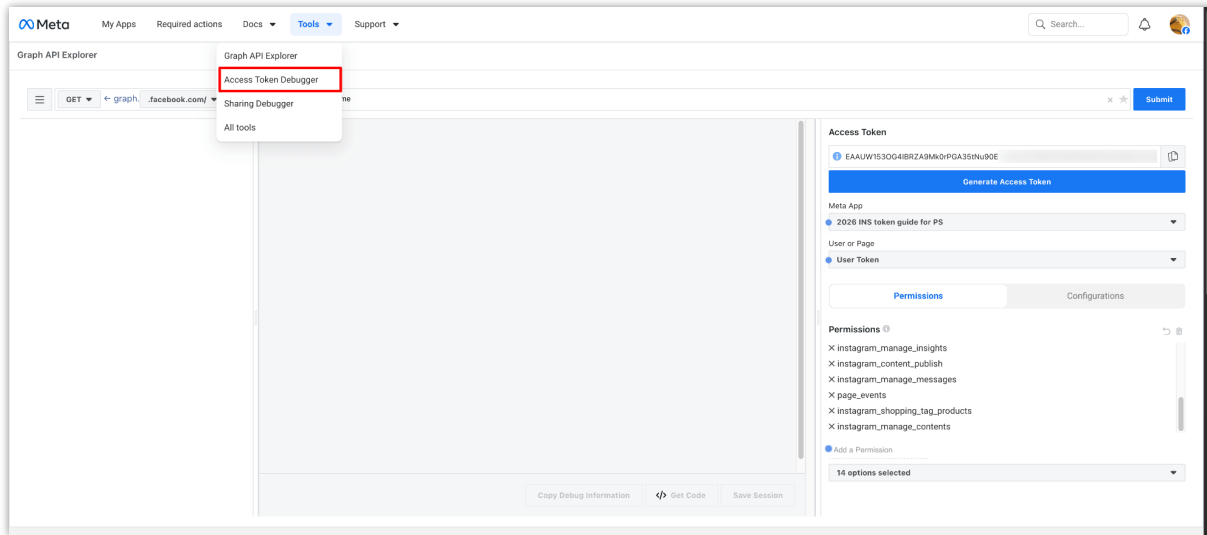 Meta My Apps Required actions Docs Tools Support Search...
Graph API Explorer
Graph API Explorer
Access Token Debugger
Sharing Debugger
All tools
GET ← graph. .facebook.com/ me Submit
Access Token
EAAUW153OG4IBRZA9Mk0rPGA35tNu90E
Generate Access Token
Meta App
2026 INS token guide for PS
User or Page
User Token
Permissions Configurations
Permissions
instagram_manage_insights
instagram_content_publish
instagram_manage_messages
page_events
instagram_shopping_tag_products
instagram_manage_contents
Add a Permission
14 options selected
Copy Debug Information </> Get Code Save Session